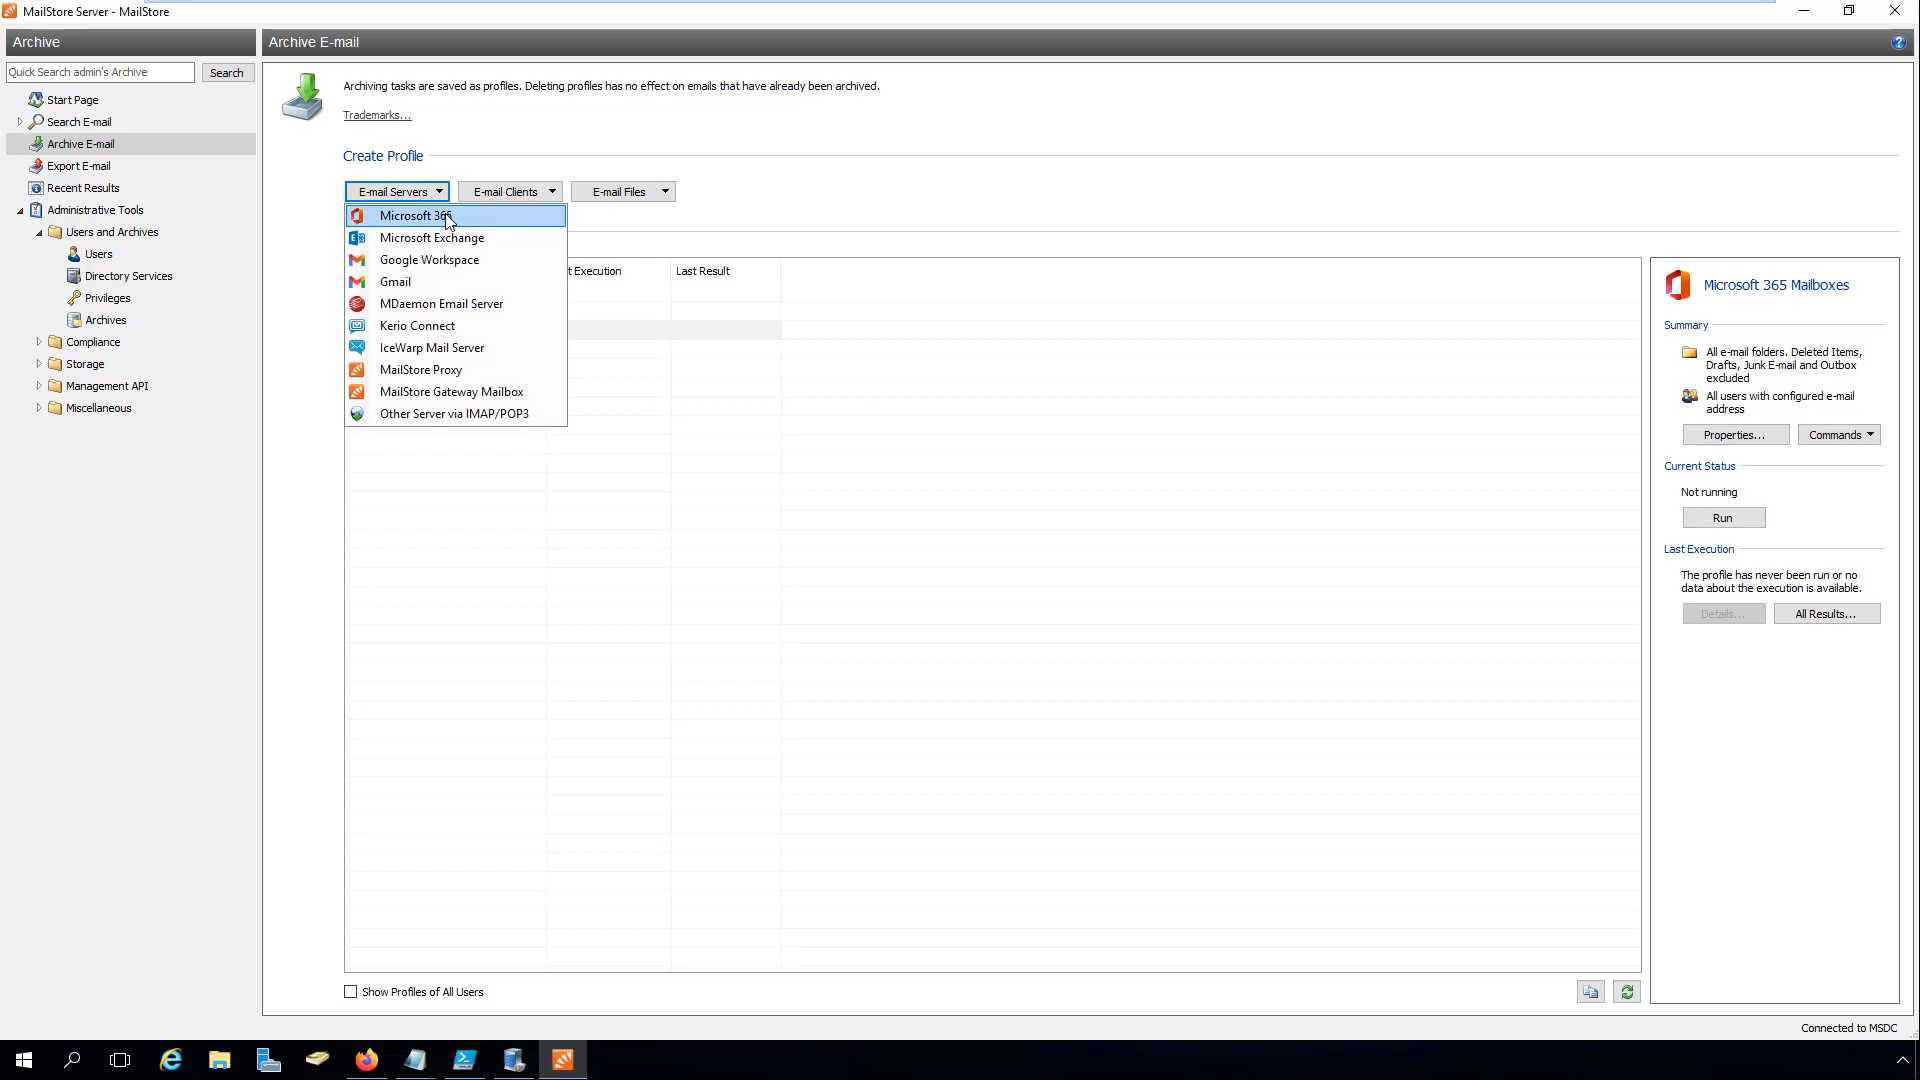 MailStore Server - MailStore
Archive
Archive E-mail
Quick Search admin's Archive
Search
Start Page
Search E-mail
Archive E-mail
Export E-mail
Recent Results
Administrative Tools
Users and Archives
Users
Directory Services
Privileges
Archives
Compliance
Storage
Management API
Miscellaneous
Archiving tasks are saved as profiles. Deleting profiles has no effect on emails that have already been archived.
Trademarks...
Create Profile
E-mail Servers
E-mail Clients
E-mail Files
Microsoft 365
Microsoft Exchange
Google Workspace
Gmail
MDaemon Email Server
Kerio Connect
IceWarp Mail Server
MailStore Proxy
MailStore Gateway Mailbox
Other Server via IMAP/POP3
t Execution
Last Result
Show Profiles of All Users
Microsoft 365 Mailboxes
Summary
All e-mail folders. Deleted Items,
Drafts, Junk E-mail and Outbox
excluded
All users with configured e-mail
address
Properties...
Commands
Current Status
Not running
Run
Last Execution
The profile has never been run or no
data about the execution is available.
Details...
All Results...
Connected to MSDC